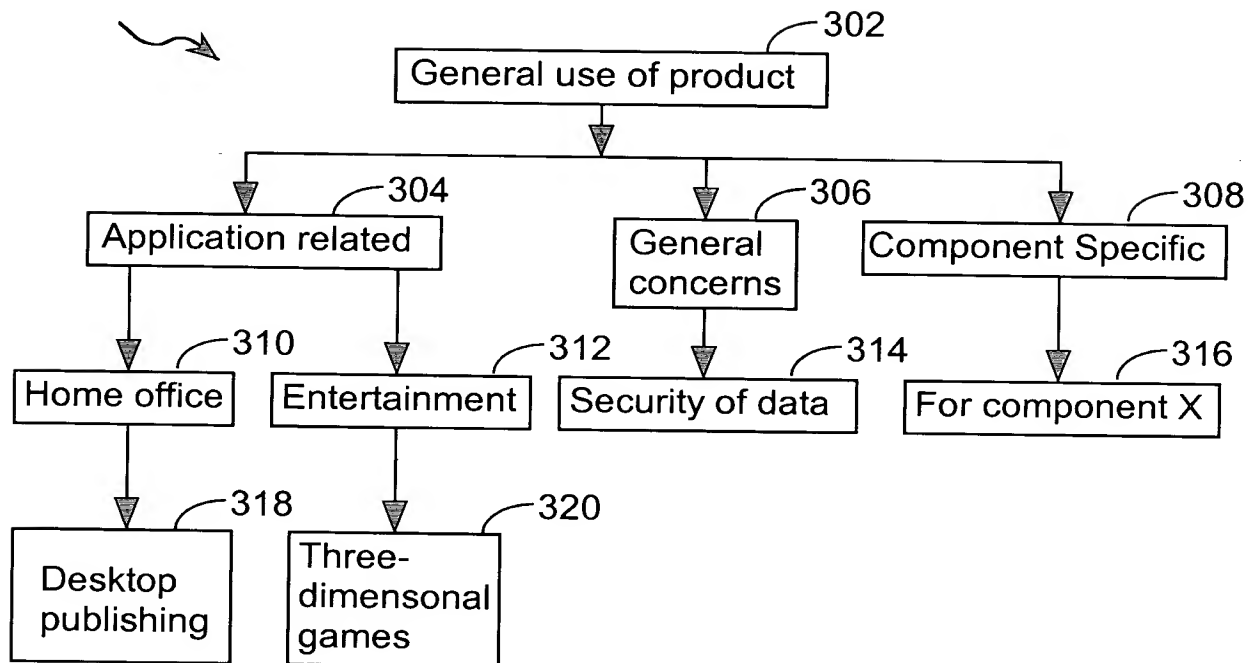 302
General use of product
304
Application related
306
General
concerns
308
Component Specific
310
Home office
312
Entertainment
314
Security of data
316
For component X
318
Desktop
publishing
320
Three-
dimensonal
games